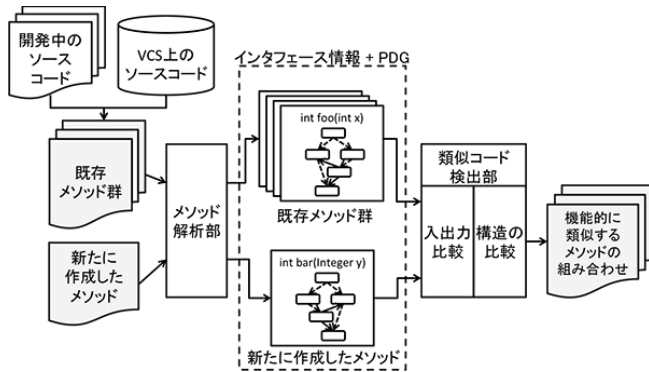 開発中の
ソース
コード
VCS上の
ソースコード
インタフェース情報 + PDG
int foo(int x)
既存
メソッド群
メソッド
解析部
既存メソッド群
類似コード
検出部
入出力
比較
構造の
比較
機能的に
類似する
メソッドの
組み合わせ
新たに
作成した
メソッド
int bar(Integer y)
新たに作成したメソッド